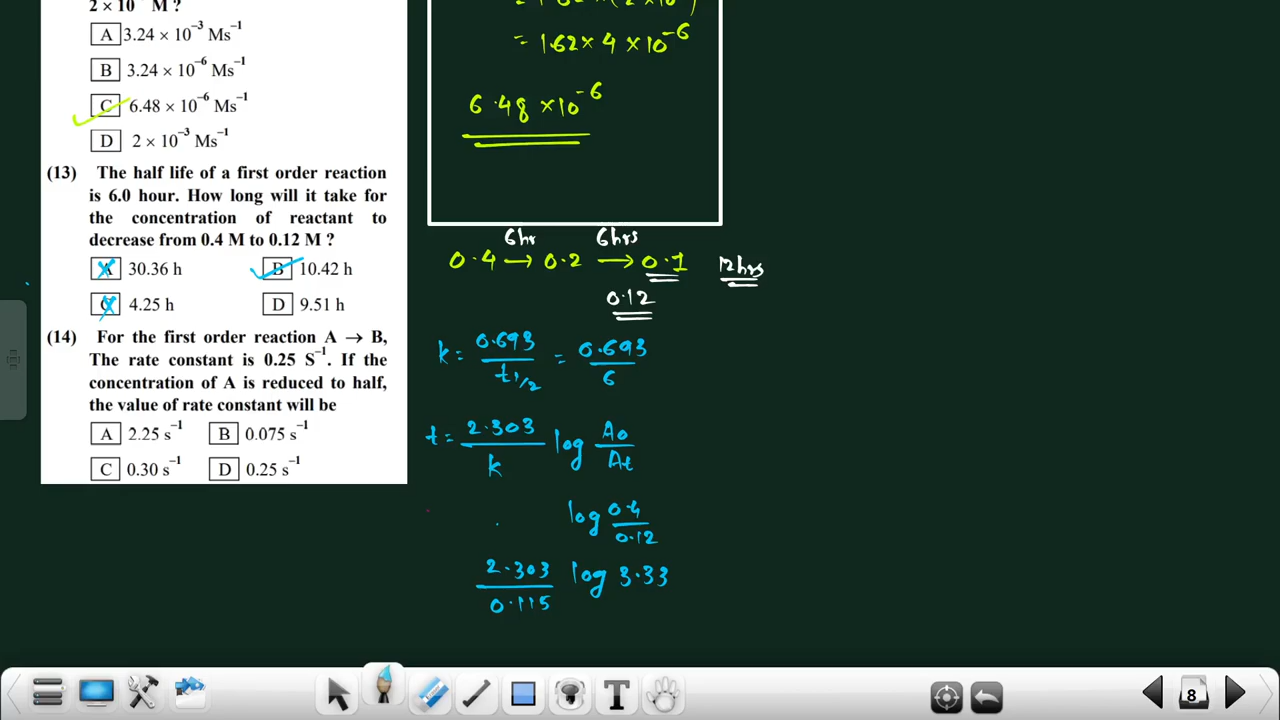 2 × 10 M ?
A 3.24 × 10⁻³ Ms⁻¹
B 3.24 × 10⁻⁶ Ms⁻¹
C 6.48 × 10⁻⁶ Ms⁻¹
D 2 × 10⁻³ Ms⁻¹
(13) The half life of a first order reaction
is 6.0 hour. How long will it take for
the concentration of reactant to
decrease from 0.4 M to 0.12 M ?
A 30.36 h B 10.42 h
C 4.25 h D 9.51 h
(14) For the first order reaction A → B,
The rate constant is 0.25 S⁻¹. If the
concentration of A is reduced to half,
the value of rate constant will be
A 2.25 s⁻¹ B 0.075 s⁻¹
C 0.30 s⁻¹ D 0.25 s⁻¹
= 1.62 × 4 × 10⁻⁶
6.48 × 10⁻⁶
6hr 6hrs
0.4 → 0.2 → 0.1 12hrs
0.12
k = 0.693 / t1/2 = 0.693 / 6
t = 2.303 / k log A0 / At
log 0.4 / 0.12
2.303 / 0.115 log 3.33
T 8